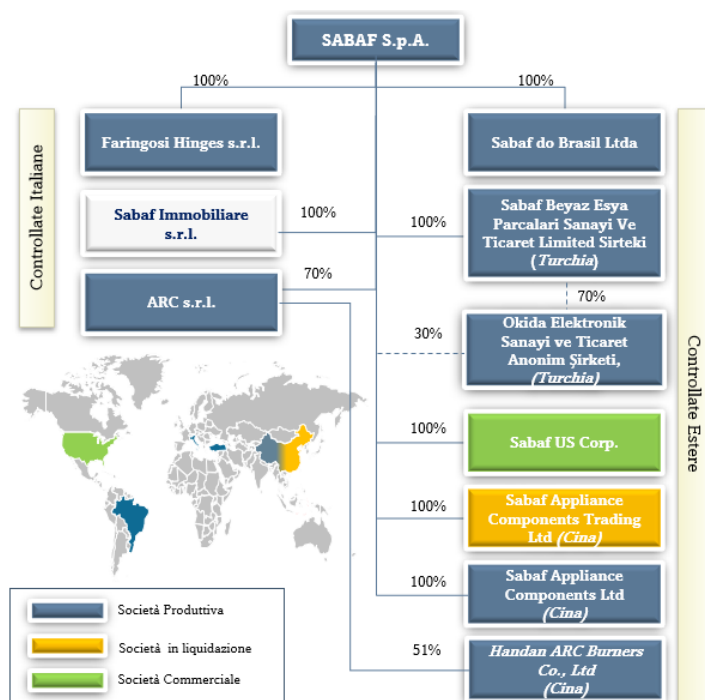 SABAF S.p.A.
100%
100%
Controllate Italiane
Faringosi Hinges s.r.l.
Sabaf Immobiliare
s.r.l.
100%
ARC s.r.l.
70%
Sabaf do Brasil Ltda
100%
Sabaf Beyaz Esya
Parcalari Sanayi Ve
Ticaret Limited Sirteki
(Turchia)
70%
30%
Okida Elektronik
Sanayi ve Ticaret
Anonim Şirketi,
(Turchia)
Controllate Estere
100%
Sabaf US Corp.
100%
Sabaf Appliance
Components Trading
Ltd (Cina)
100%
Sabaf Appliance
Components Ltd
(Cina)
51%
Handan ARC Burners
Co., Ltd
(Cina)
Società Produttiva
Società in liquidazione
Società Commerciale